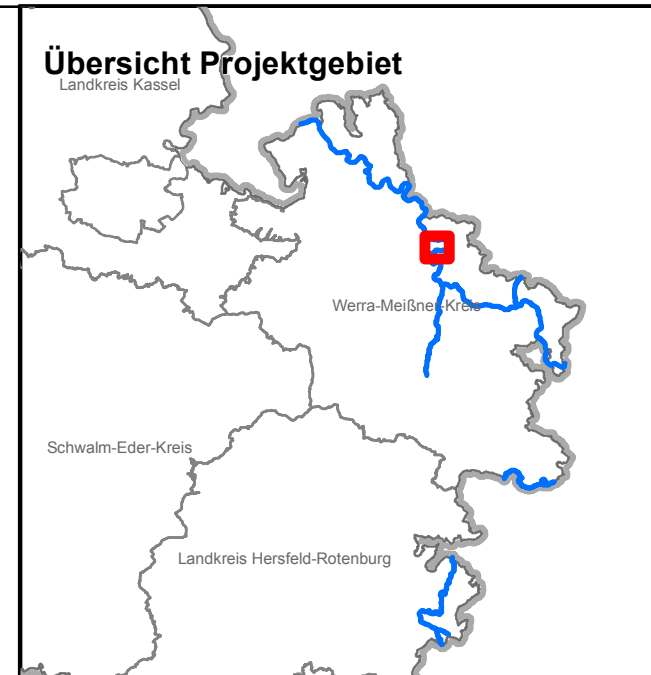 Übersicht Projektgebiet
Landkreis Kassel
Werra-Meißner-Kreis
Schwalm-Eder-Kreis
Landkreis Hersfeld-Rotenburg